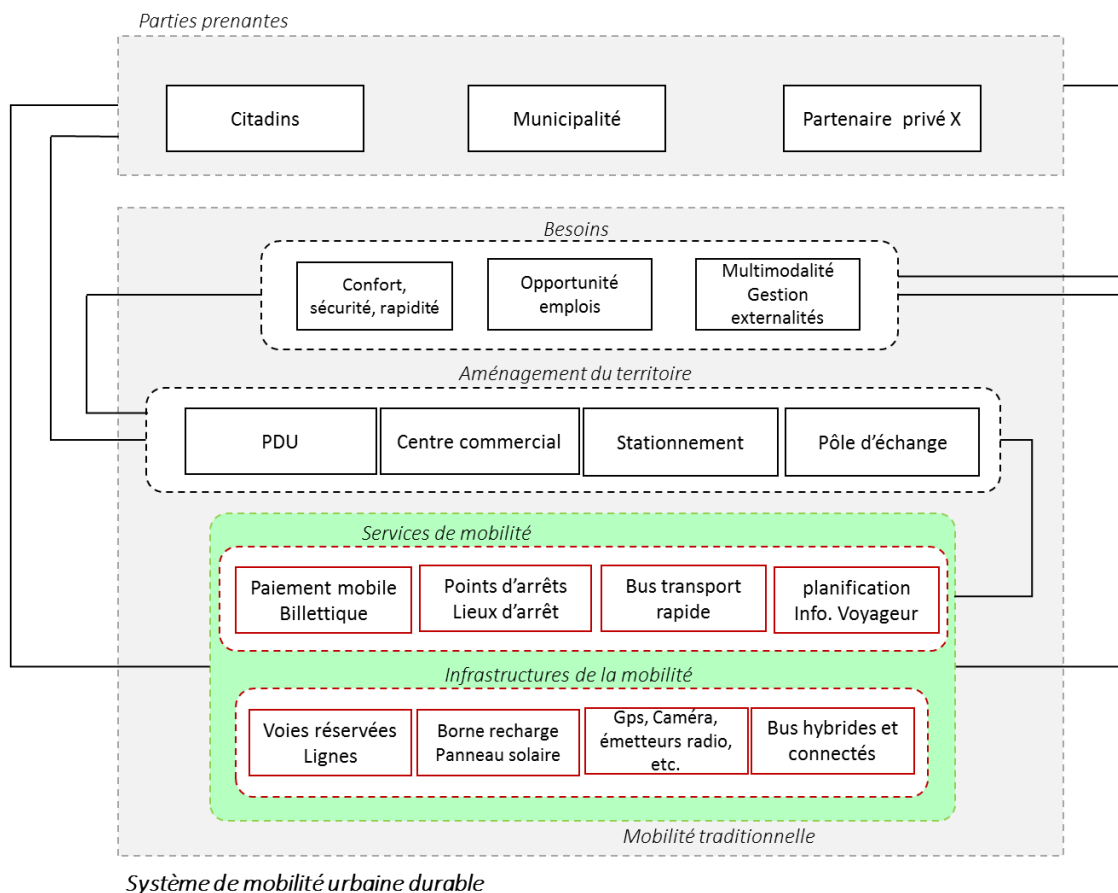 Parties prenantes
Citadins
Municipalité
Partenaire privé X
Besoins
Confort,
sécurité, rapidité
Opportunité
emplois
Multimodalité
Gestion
externalités
Aménagement du territoire
PDU
Centre commercial
Stationnement
Pôle d'échange
Services de mobilité
Paiement mobile
Billettique
Points d'arrêts
Lieux d'arrêt
Bus transport
rapide
planification
Info. Voyageur
Infrastructures de la mobilité
Voies réservées
Lignes
Borne recharge
Panneau solaire
Gps, Caméra,
émetteurs radio,
etc.
Bus hybrides et
connectés
Mobilité traditionnelle
Système de mobilité urbaine durable